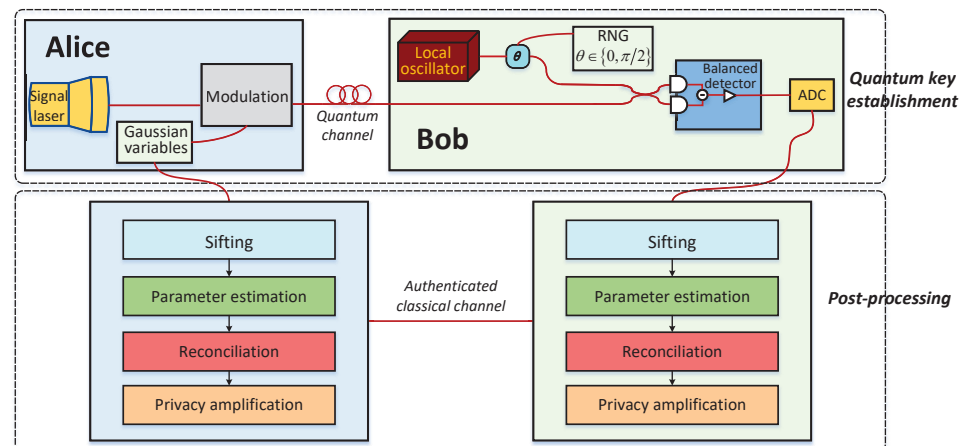 Alice
Signal
laser
Modulation
Gaussian
variables
Quantum
channel
Local
oscillator
θ
RNG
θ∈{0,π/2}
Balanced
detector
ADC
Bob
Quantum key
establishment
Sifting
Parameter estimation
Reconciliation
Privacy amplification
Authenticated
classical channel
Sifting
Parameter estimation
Reconciliation
Privacy amplification
Post-processing